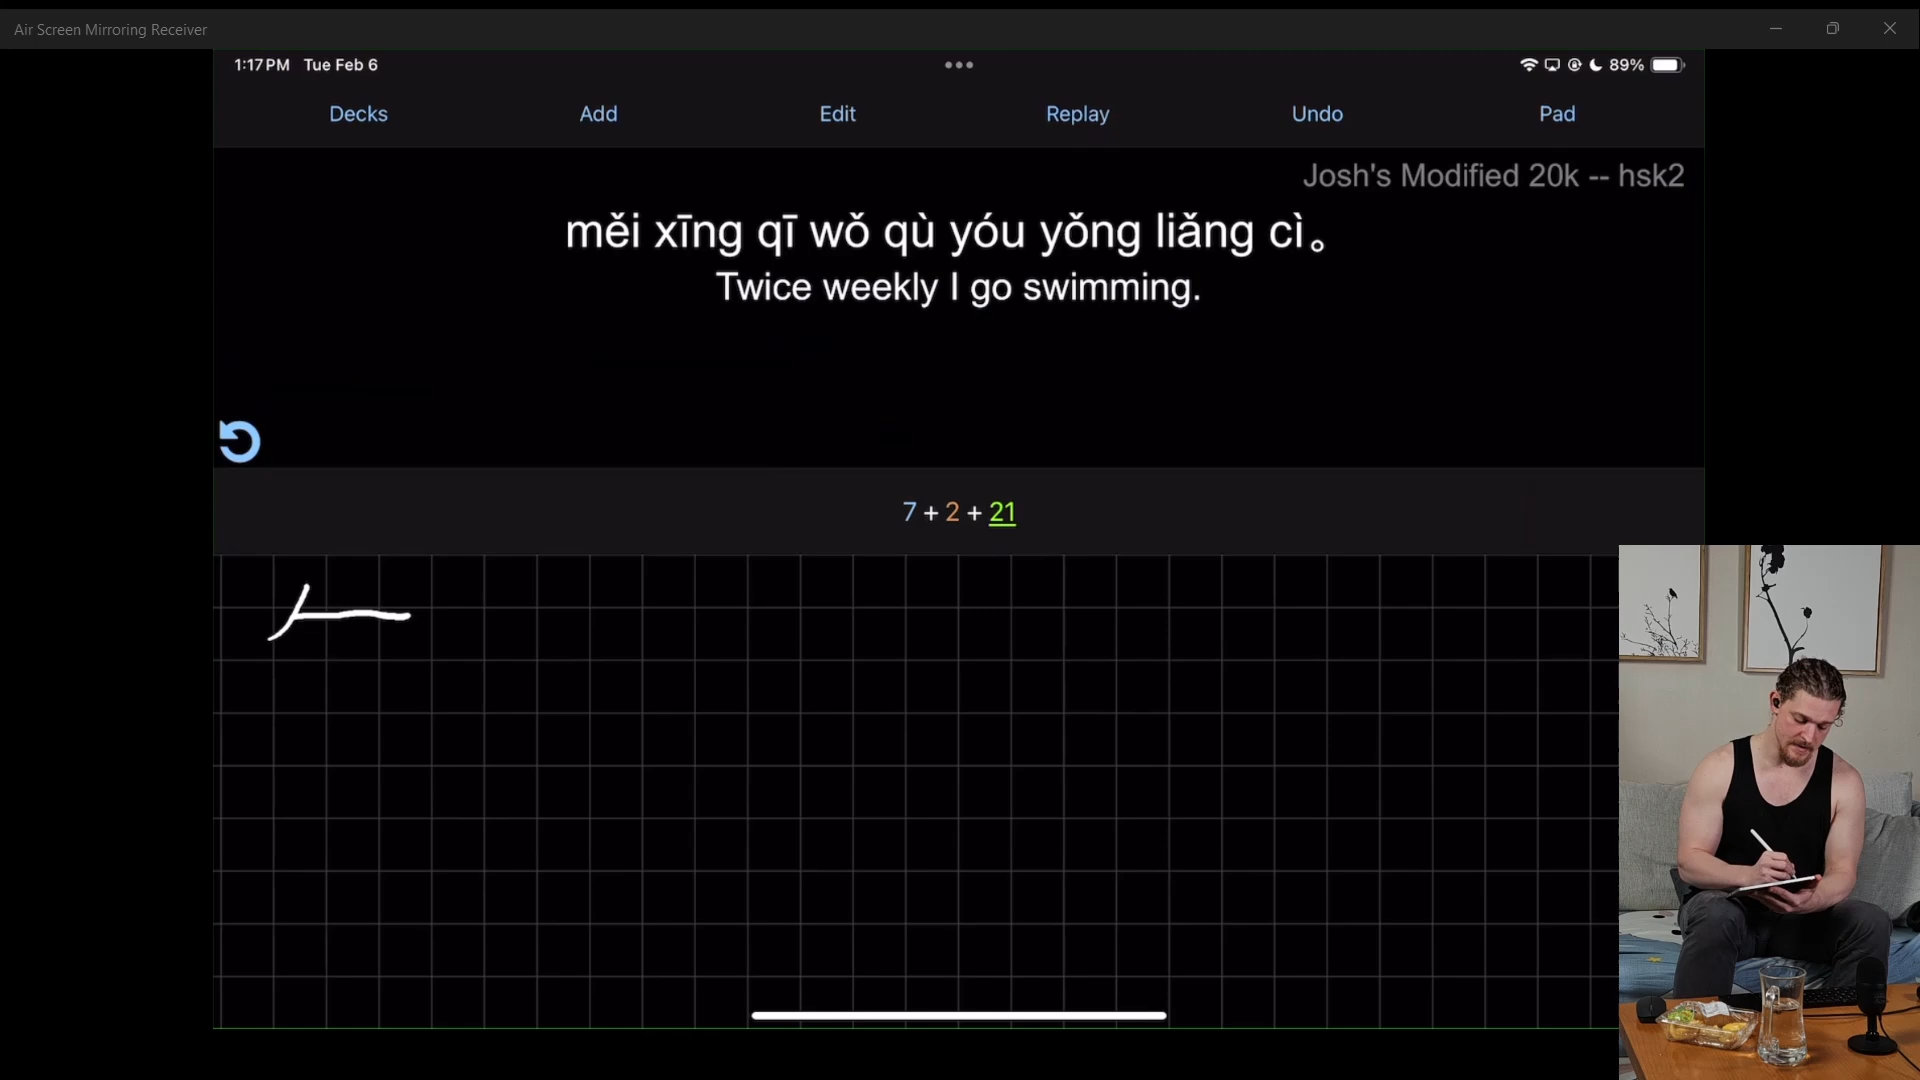 Air Screen Mirroring Receiver
1:17 PM Tue Feb 6
89%
Decks Add Edit Replay Undo Pad
Josh's Modified 20k -- hsk2
měi xīng qī wǒ qù yóu yǒng liǎng cì。
Twice weekly I go swimming.
7 + 2 + 21